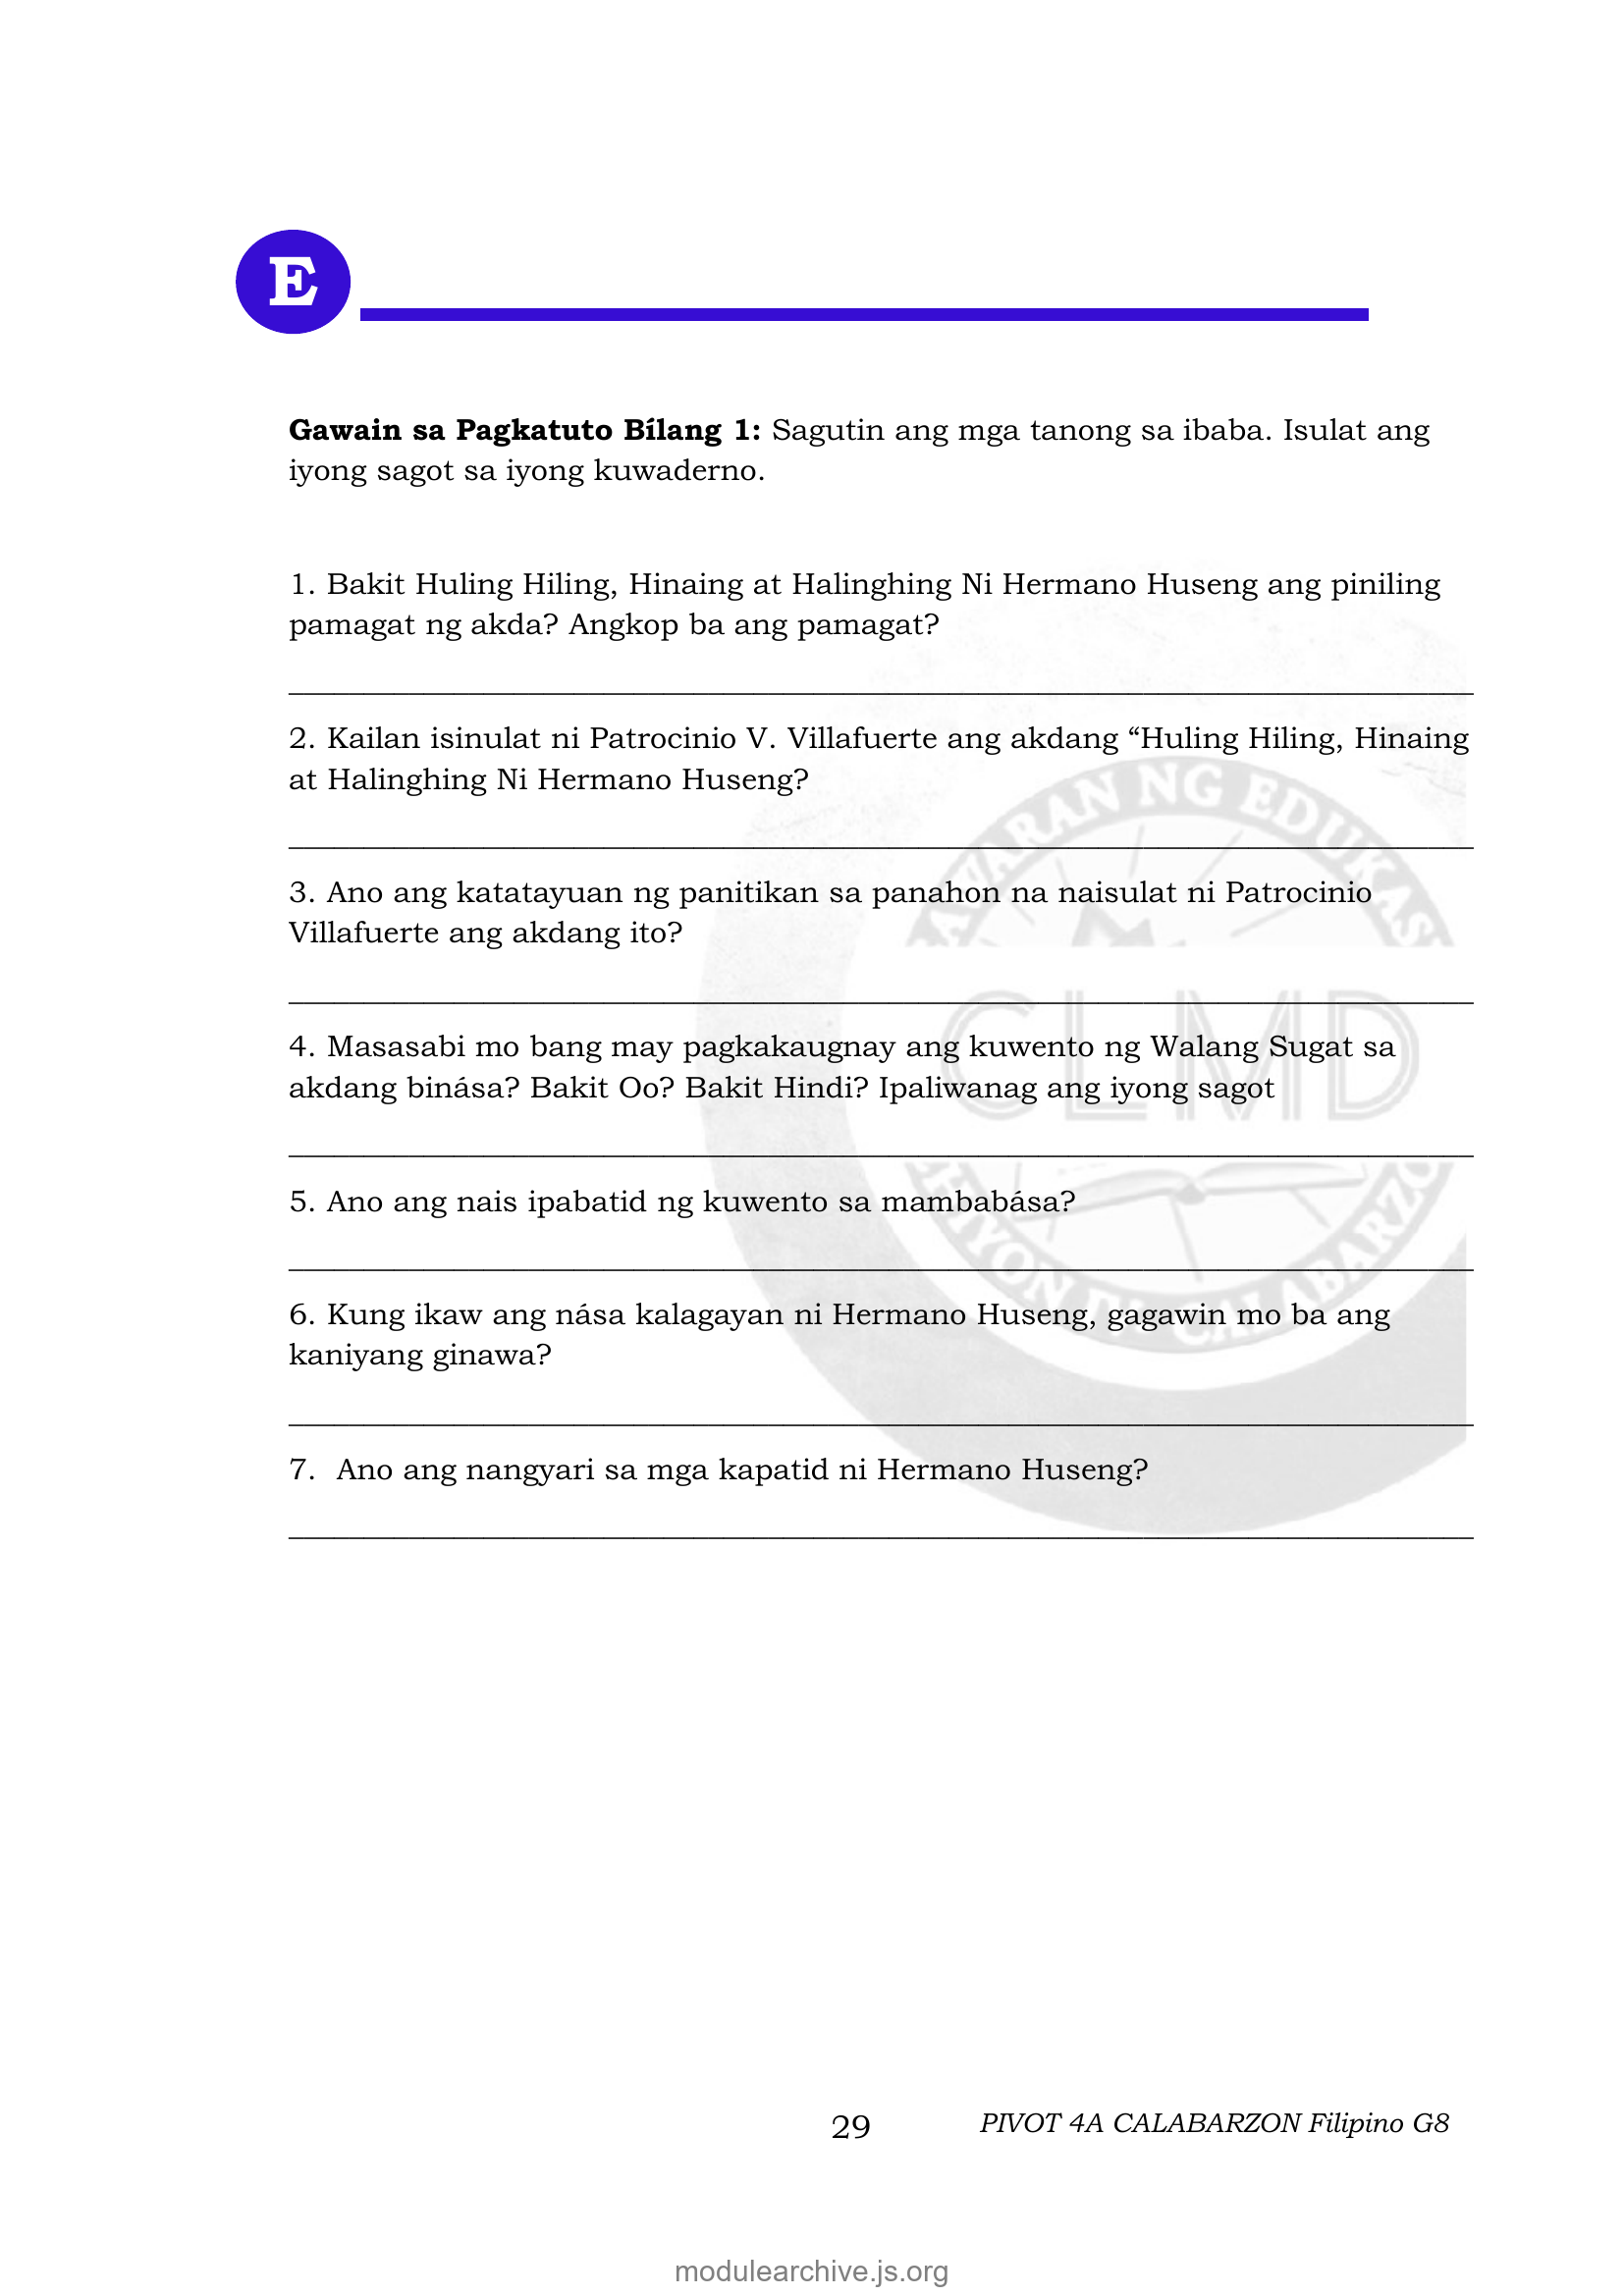 E
Gawain sa Pagkatuto Bílang 1: Sagutin ang mga tanong sa ibaba. Isulat ang
iyong sagot sa iyong kuwaderno.
1. Bakit Huling Hiling, Hinaing at Halinghing Ni Hermano Huseng ang piniling
pamagat ng akda? Angkop ba ang pamagat?
2. Kailan isinulat ni Patrocinio V. Villafuerte ang akdang “Huling Hiling, Hinaing
at Halinghing Ni Hermano Huseng?
3. Ano ang katatayuan ng panitikan sa panahon na naisulat ni Patrocinio
Villafuerte ang akdang ito?
CLMD
4. Masasabi mo bang may pagkakaugnay ang kuwento ng Walang Sugat sa
akdang binása? Bakit Oo? Bakit Hindi? Ipaliwanag ang iyong sagot
5. Ano ang nais ipabatid ng kuwento sa mambabása?
6. Kung ikaw ang nása kalagayan ni Hermano Huseng, gagawin mo ba ang
kaniyang ginawa?
7. Ano ang nangyari sa mga kapatid ni Hermano Huseng?
29 PIVOT 4A CALABARZON Filipino G8
modulearchive.js.org